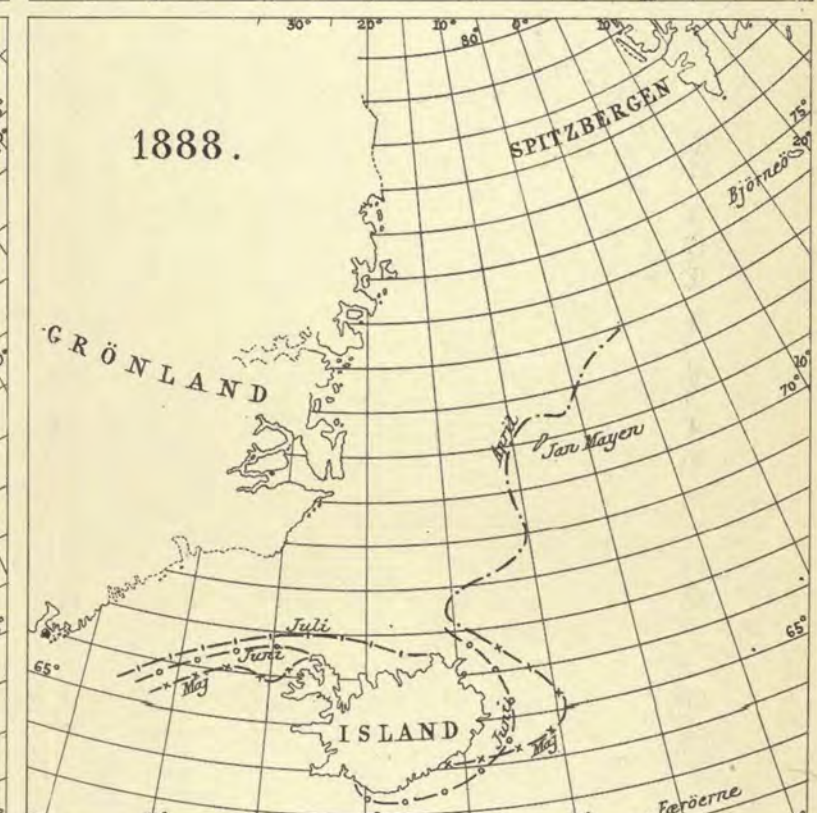 30° 20° 10° 0° 10°
80°
1888.
SPITZBERGEN
75°
20°
Björneö
GRÖNLAND
10°
70°
April
Jan Mayen
Juli
Juni
65°
65°
Maj
ISLAND
Juni
Maj
Færöerne